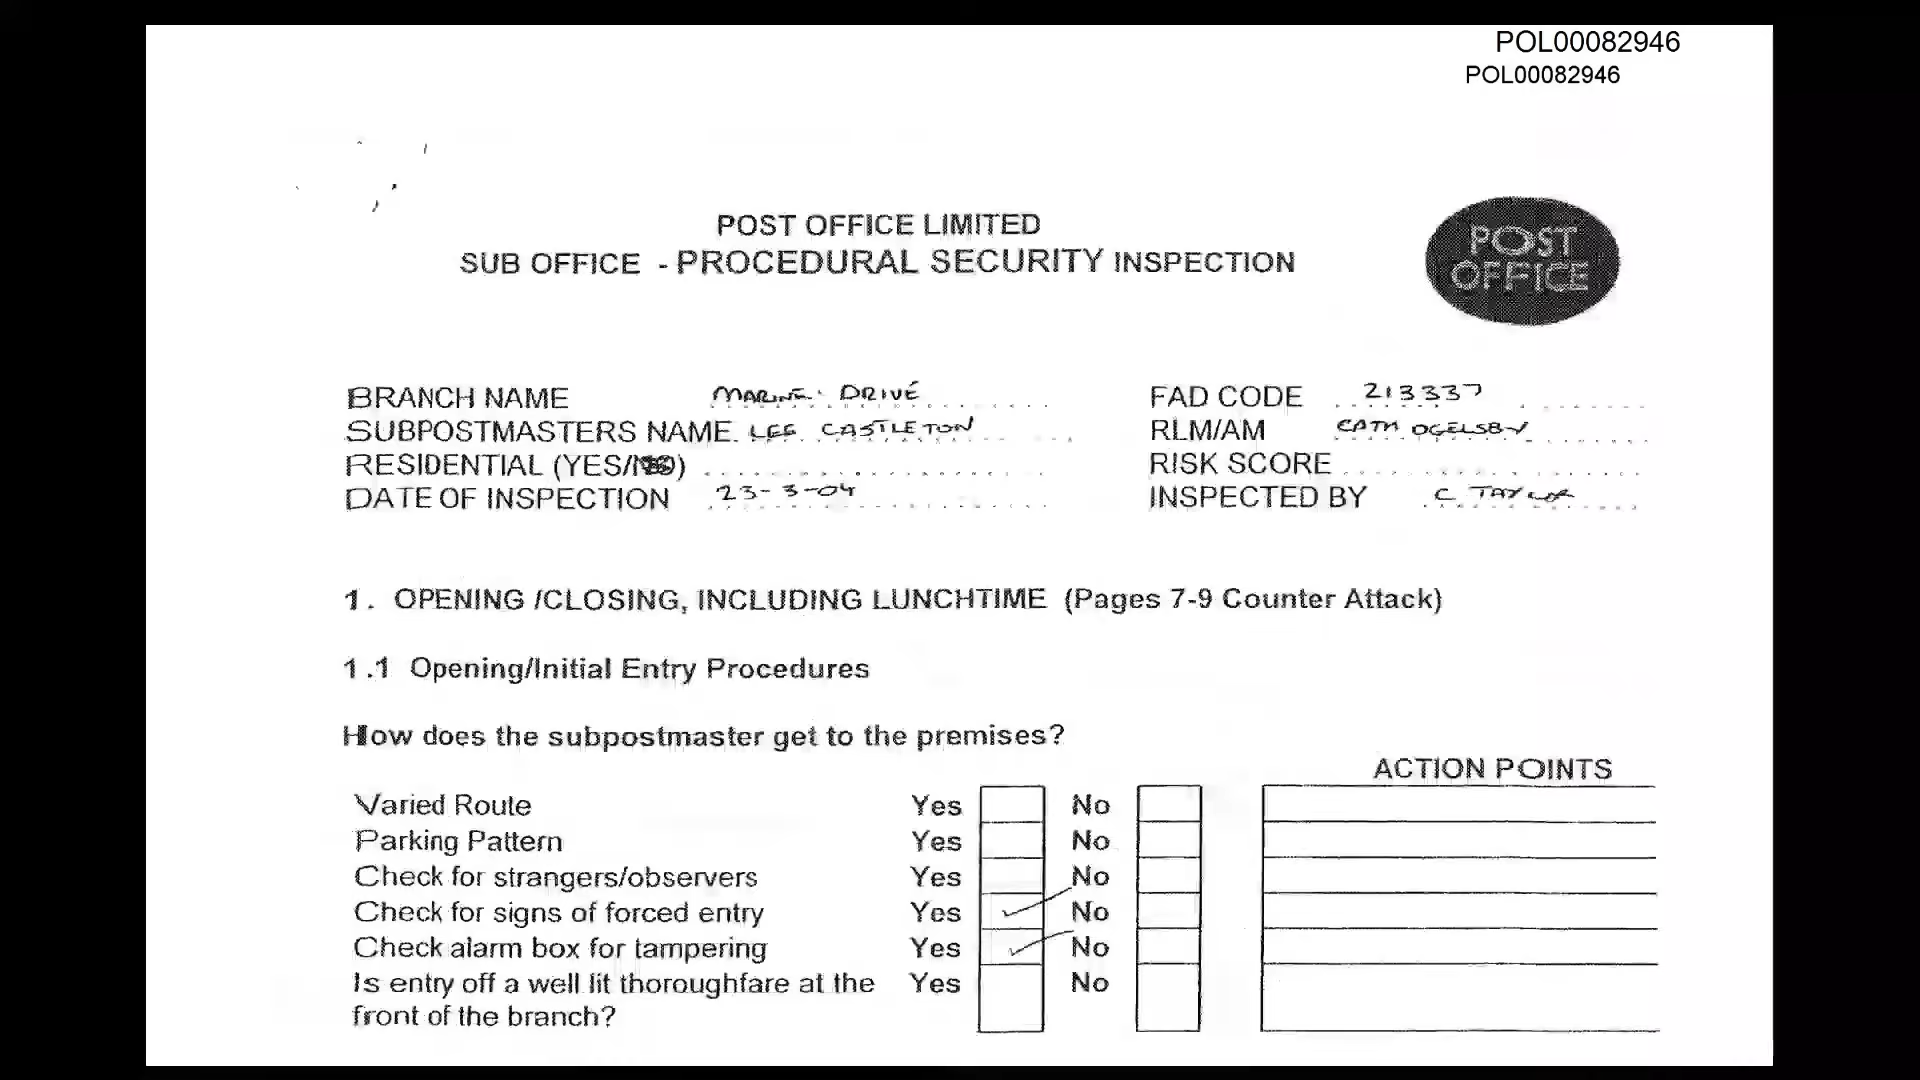 POL00082946
POL00082946
POST OFFICE LIMITED
SUB OFFICE - PROCEDURAL SECURITY INSPECTION
POST OFFICE
BRANCH NAME MARINE DRIVE FAD CODE 213337
SUBPOSTMASTERS NAME LEE CASTLETON RLM/AM CATH OGELSBY
RESIDENTIAL (YES/NO) RISK SCORE
DATE OF INSPECTION 23-3-04 INSPECTED BY C TAYLOR
1. OPENING /CLOSING, INCLUDING LUNCHTIME (Pages 7-9 Counter Attack)
1.1 Opening/Initial Entry Procedures
How does the subpostmaster get to the premises?
ACTION POINTS
Varied Route Yes No
Parking Pattern Yes No
Check for strangers/observers Yes No
Check for signs of forced entry Yes ✓ No
Check alarm box for tampering Yes ✓ No
Is entry off a well lit thoroughfare at the Yes No
front of the branch?